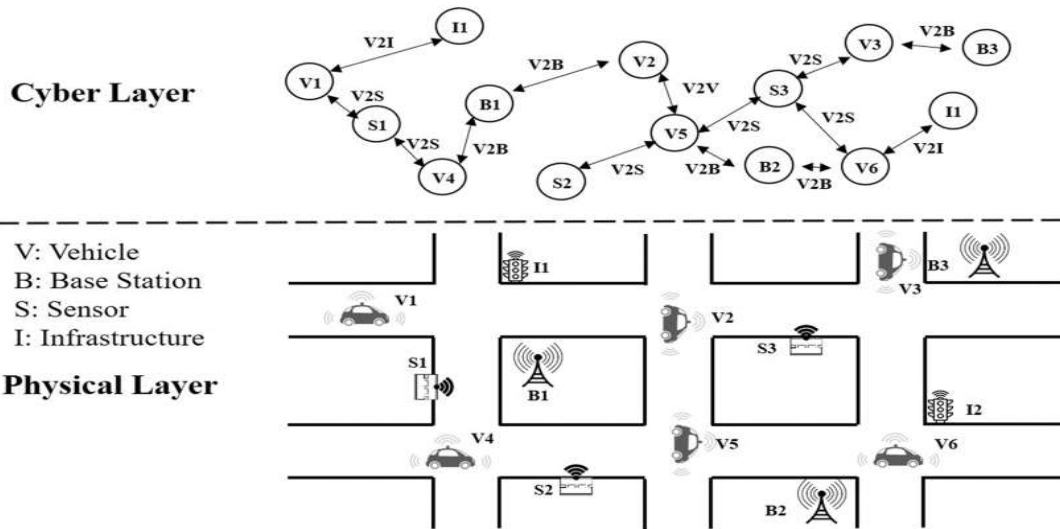 Cyber Layer
I1
V2I
V1
V2S
S1
V2S
V4
V2B
B1
V2B
V2
V2V
V5
V2S
S2
V2S
S3
V2S
V3
V2B
B3
V2S
I1
V2I
V2B
B2
V2B
V6
V: Vehicle
B: Base Station
S: Sensor
I: Infrastructure
Physical Layer
I1
V1
V2
V3
B3
S1
B1
S3
I2
V4
V5
V6
S2
B2